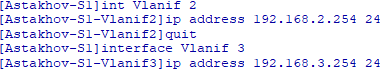 [Astakhov-S1]int Vlanif 2
[Astakhov-S1-Vlanif2]ip address 192.168.2.254 24
[Astakhov-S1-Vlanif2]quit
[Astakhov-S1]interface Vlanif 3
[Astakhov-S1-Vlanif3]ip address 192.168.3.254 24